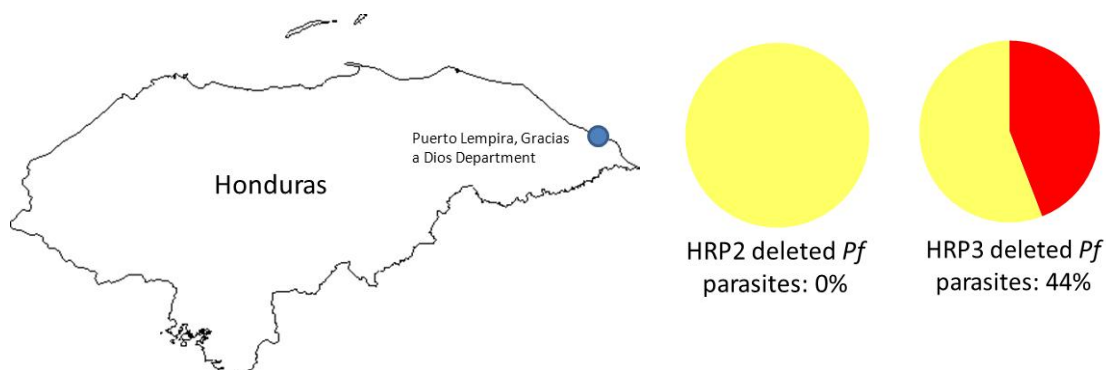 Puerto Lempira, Gracias
a Dios Department
Honduras
HRP2 deleted Pf
parasites: 0%
HRP3 deleted Pf
parasites: 44%